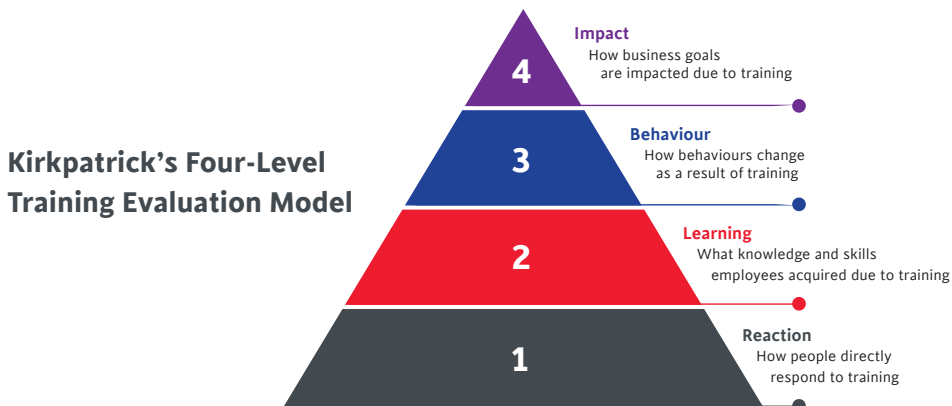 Kirkpatrick's Four-Level
Training Evaluation Model
4
Impact
How business goals
are impacted due to training
3
Behaviour
How behaviours change
as a result of training
2
Learning
What knowledge and skills
employees acquired due to training
1
Reaction
How people directly
respond to training